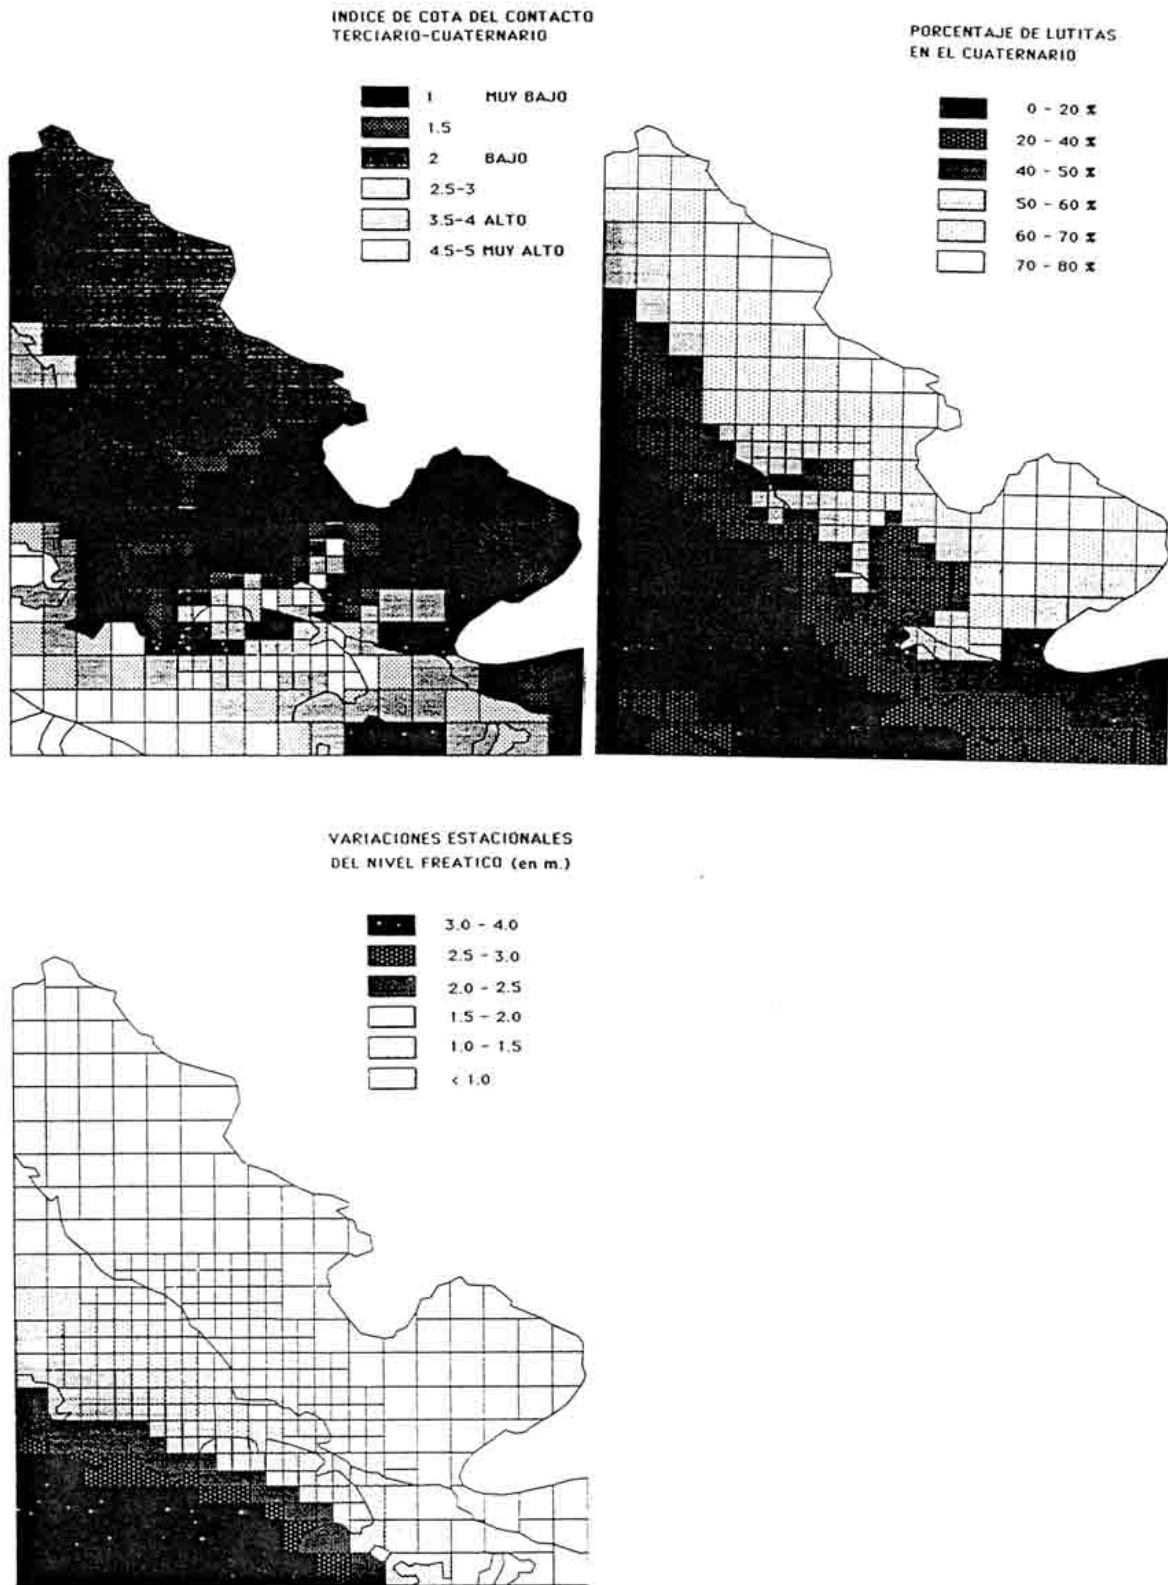 INDICE DE COTA DEL CONTACTO
TERCIARIO-CUATERNARIO
1 MUY BAJO
1.5
2 BAJO
2.5-3
3.5-4 ALTO
4.5-5 MUY ALTO
PORCENTAJE DE LUTITAS
EN EL CUATERNARIO
0 - 20 %
20 - 40 %
40 - 50 %
50 - 60 %
60 - 70 %
70 - 80 %
VARIACIONES ESTACIONALES
DEL NIVEL FREATICO (en m.)
3.0 - 4.0
2.5 - 3.0
2.0 - 2.5
1.5 - 2.0
1.0 - 1.5
< 1.0